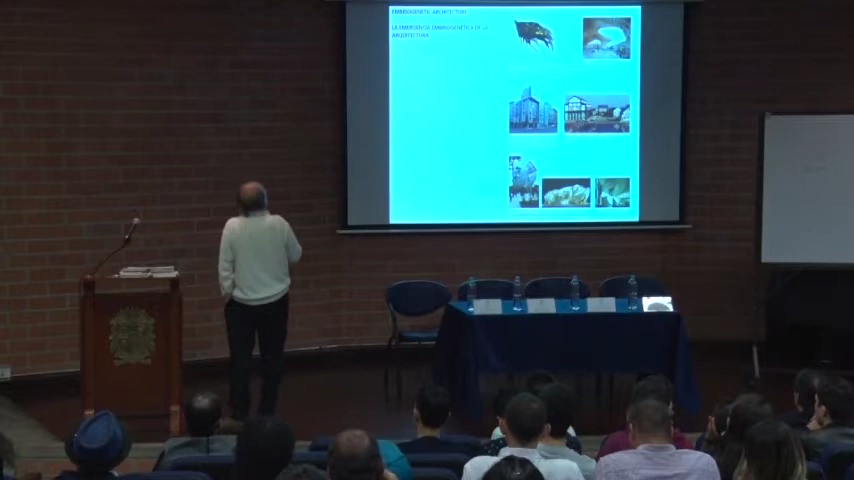 EMBRIOGENETIC ARCHITECTURE
LA EMERGENCIA EMBRIOGENÉTICA DE LA
ARQUITECTURA